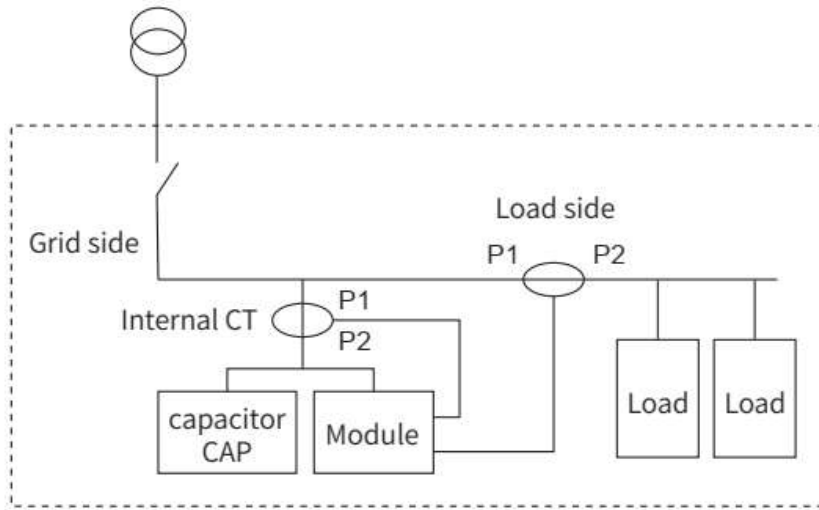 Load side
Grid side
P1
P2
Internal CT
P1
P2
capacitor
CAP
Module
Load
Load